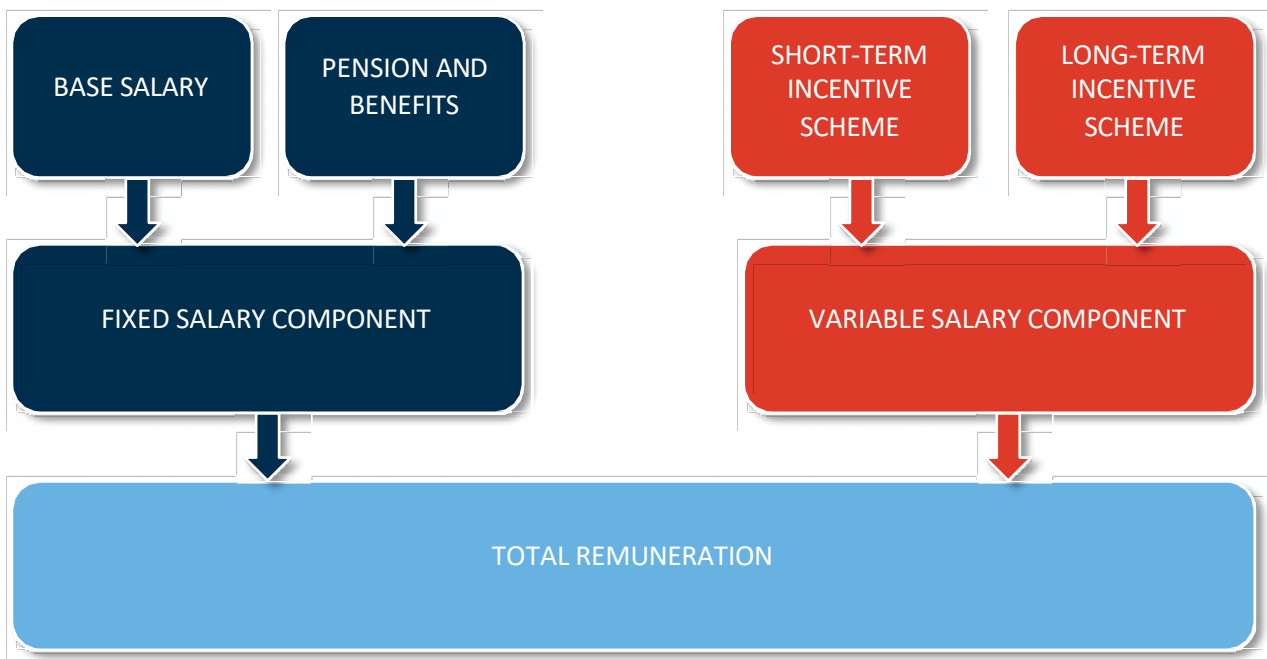 BASE SALARY
PENSION AND
BENEFITS
SHORT-TERM
INCENTIVE
SCHEME
LONG-TERM
INCENTIVE
SCHEME
FIXED SALARY COMPONENT
VARIABLE SALARY COMPONENT
TOTAL REMUNERATION